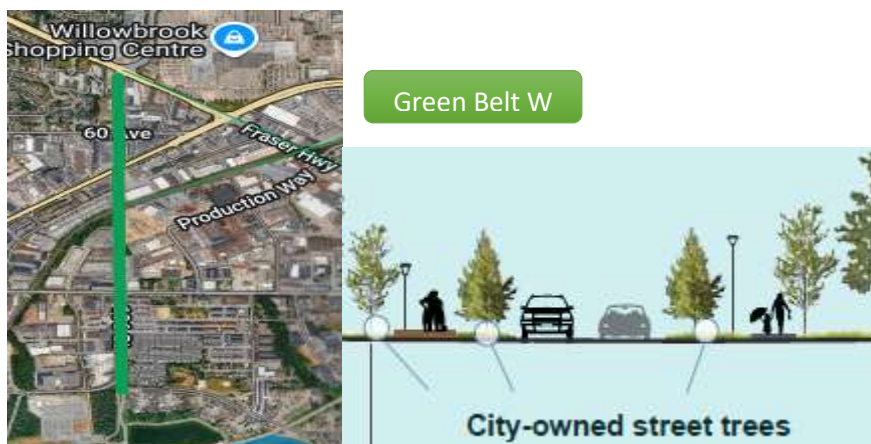 Willowbrook
Shopping Centre
60 Ave
Fraser Hwy
Production Way
Green Belt W
City-owned street trees